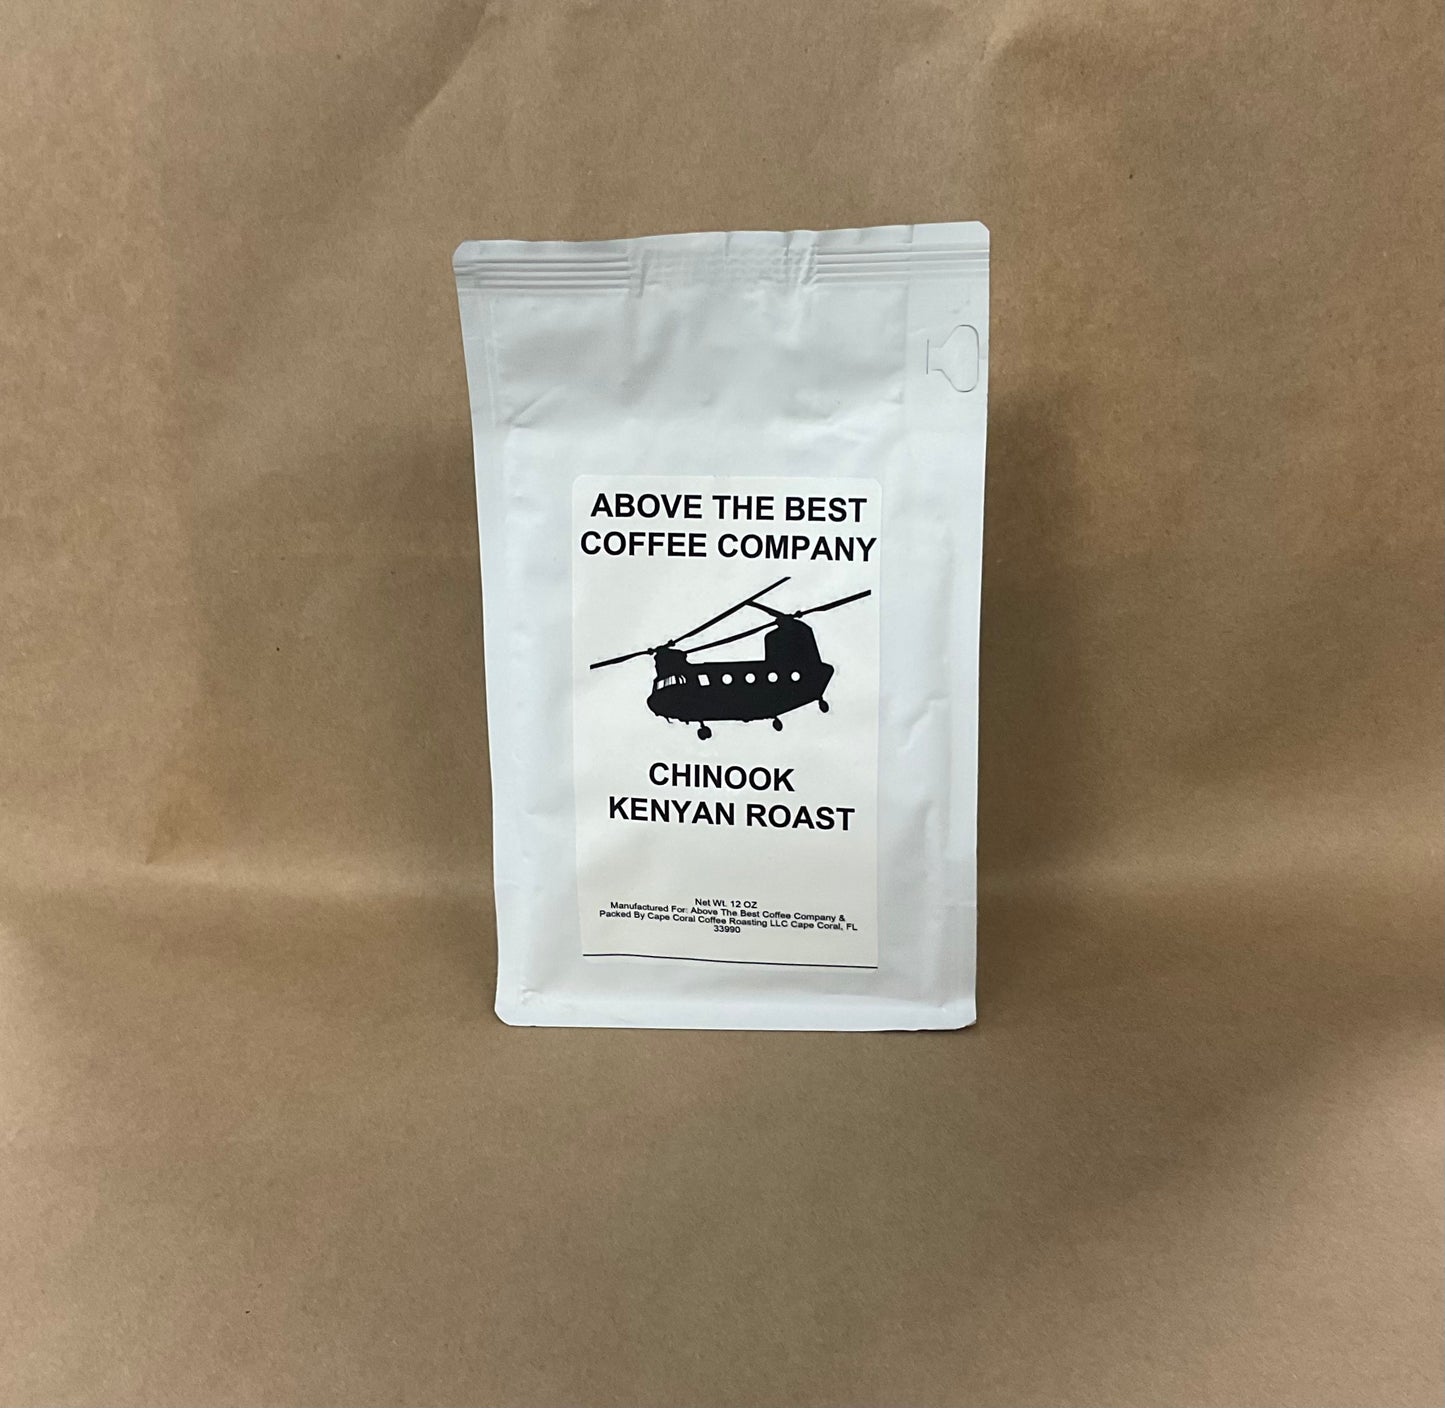 ABOVE THE BEST
COFFEE COMPANY
CHINOOK
KENYAN ROAST
Net Wt. 12 OZ
Manufactured For: Above The Best Coffee Company &
Packed By Cape Coral Coffee Roasting LLC Cape Coral, FL
33990